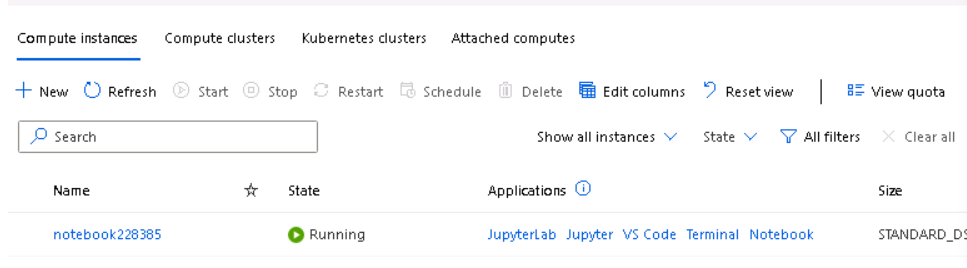 Compute instances Compute clusters Kubernetes clusters Attached computes
New Refresh Start Stop Restart Schedule Delete Edit columns Reset view View quota
Search Show all instances State All filters Clear all
Name State Applications Size
notebook228385 Running JupyterLab Jupyter VS Code Terminal Notebook